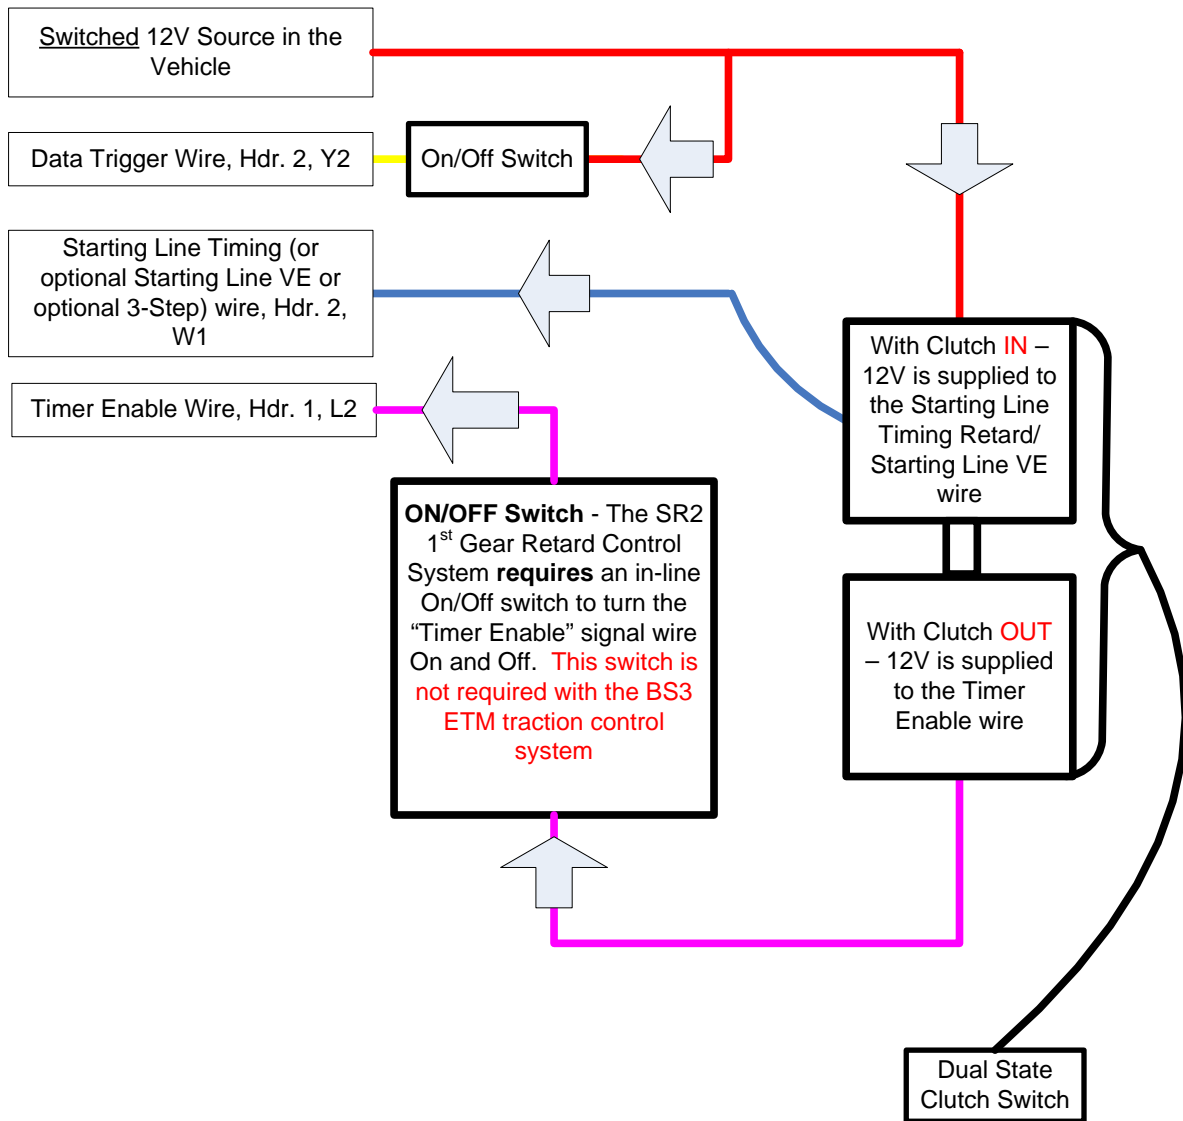 Switched 12V Source in the
Vehicle
Data Trigger Wire, Hdr. 2, Y2
On/Off Switch
Starting Line Timing (or
optional Starting Line VE or
optional 3-Step) wire, Hdr. 2,
W1
Timer Enable Wire, Hdr. 1, L2
With Clutch IN –
12V is supplied to
the Starting Line
Timing Retard/
Starting Line VE
wire
ON/OFF Switch - The SR2
1st Gear Retard Control
System requires an in-line
On/Off switch to turn the
“Timer Enable” signal wire
On and Off. This switch is
not required with the BS3
ETM traction control
system
With Clutch OUT
– 12V is supplied
to the Timer
Enable wire
Dual State
Clutch Switch